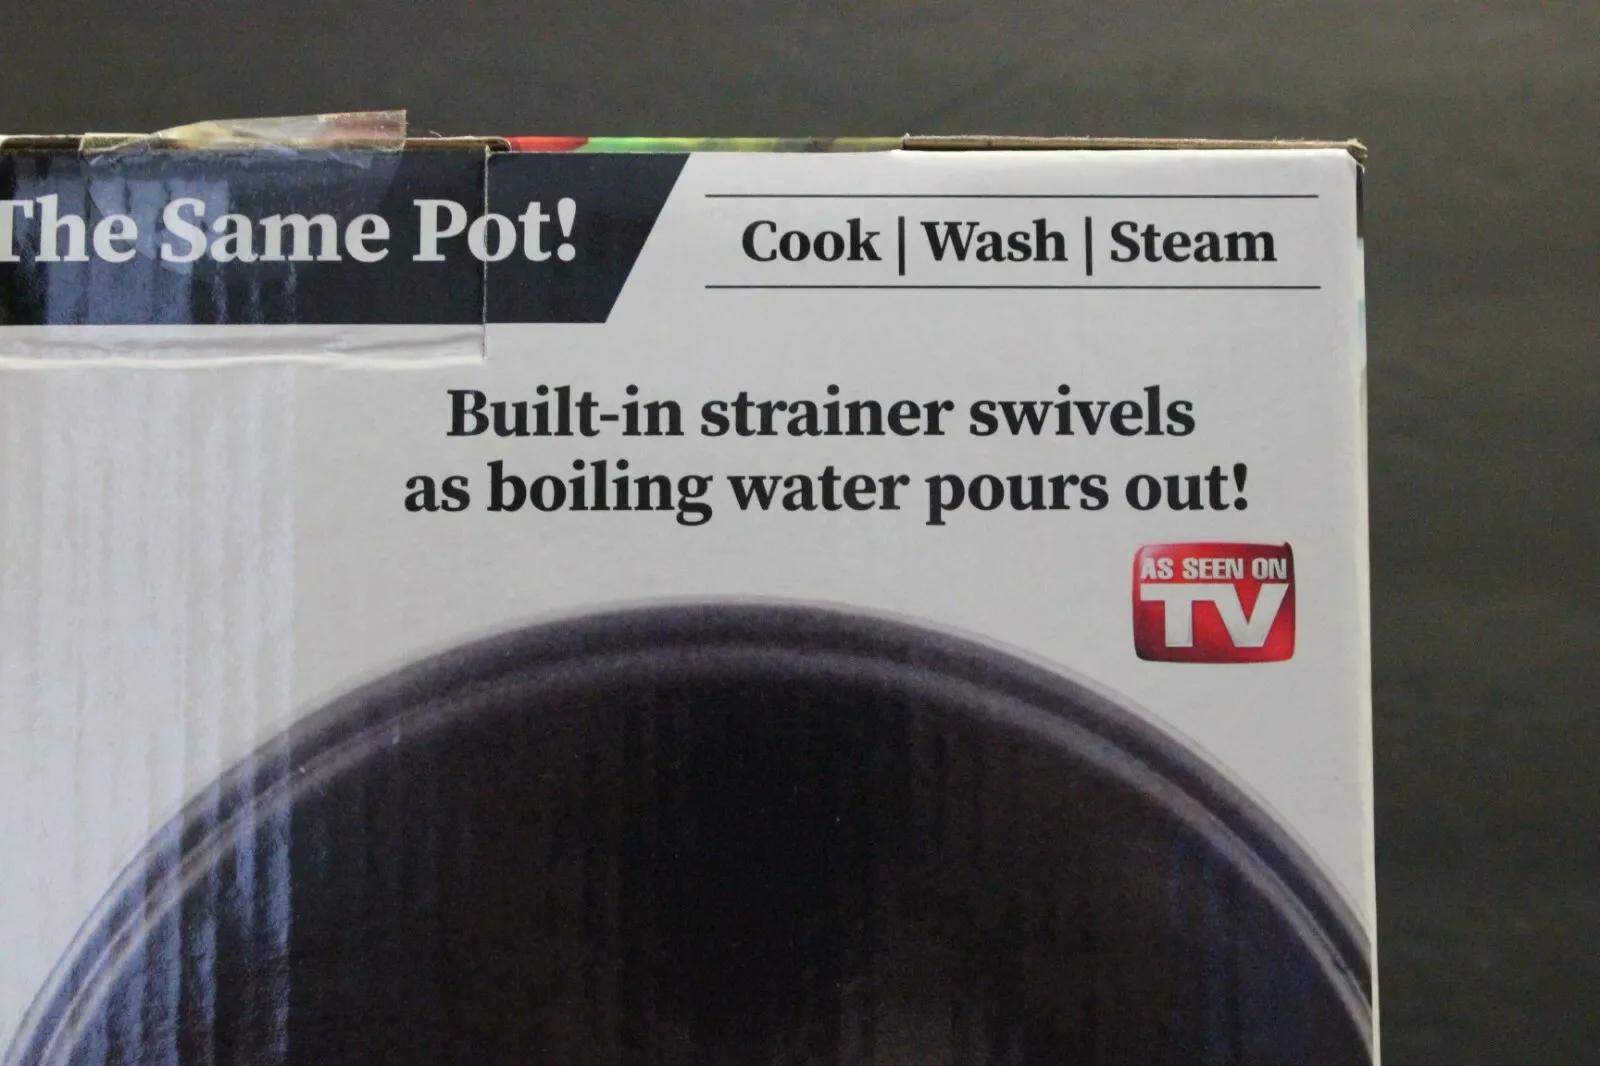 The Same Pot!
Cook | Wash | Steam
Built-in strainer swivels
as boiling water pours out!
AS SEEN ON
TV